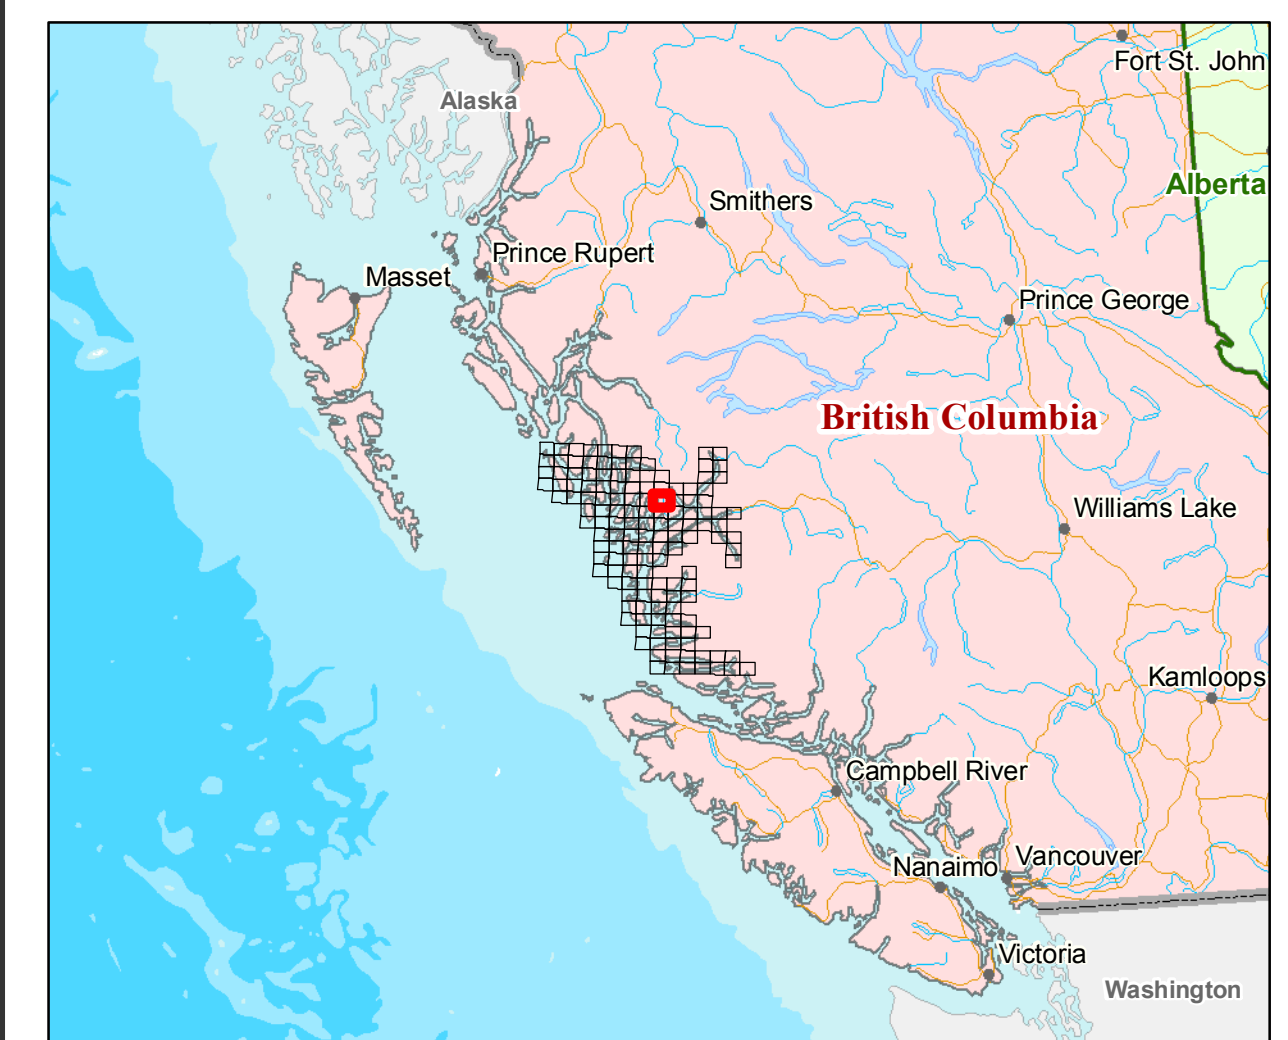 Fort St. John
Alaska
Alberta
Smithers
Prince Rupert
Masset
Prince George
British Columbia
Williams Lake
Kamloops
Campbell River
Vancouver
Nanaimo
Victoria
Washington